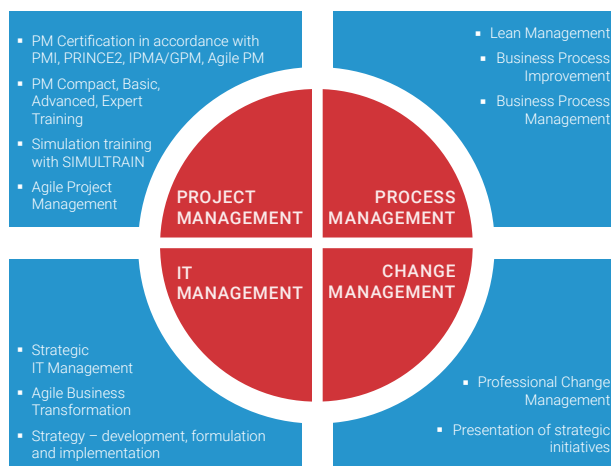 ▪ PM Certification in accordance with
PMI, PRINCE2, IPMA/GPM, Agile PM
▪ PM Compact, Basic,
Advanced, Expert
Training
▪ Simulation training
with SIMULTRAIN
▪ Agile Project
Management
PROJECT
MANAGEMENT
▪ Lean Management
▪ Business Process
Improvement
▪ Business Process
Management
PROCESS
MANAGEMENT
IT
MANAGEMENT
▪ Strategic
IT Management
▪ Agile Business
Transformation
▪ Strategy – development, formulation
and implementation
CHANGE
MANAGEMENT
▪ Professional Change
Management
▪ Presentation of strategic
initiatives